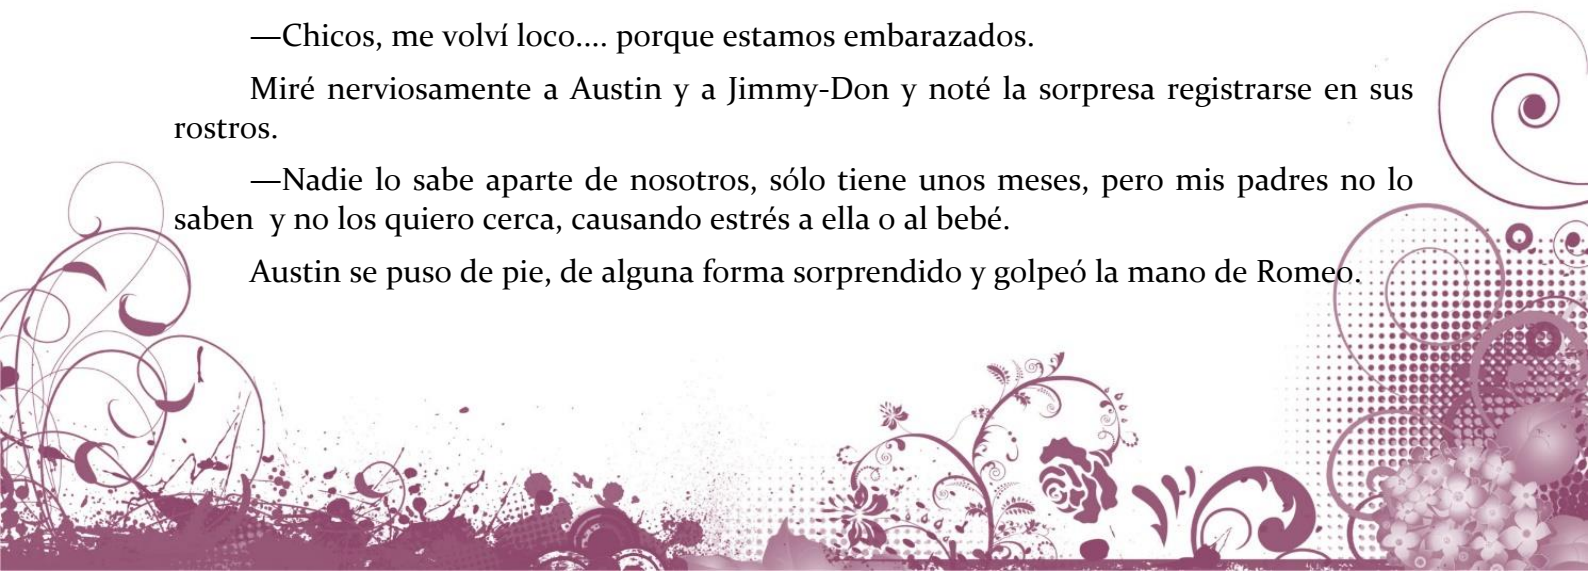 —Chicos, me volví loco.... porque estamos embarazados.
Miré nerviosamente a Austin y a Jimmy-Don y noté la sorpresa registrarse en sus
rostros.
—Nadie lo sabe aparte de nosotros, sólo tiene unos meses, pero mis padres no lo
saben  y no los quiero cerca, causando estrés a ella o al bebé.
Austin se puso de pie, de alguna forma sorprendido y golpeó la mano de Romeo.